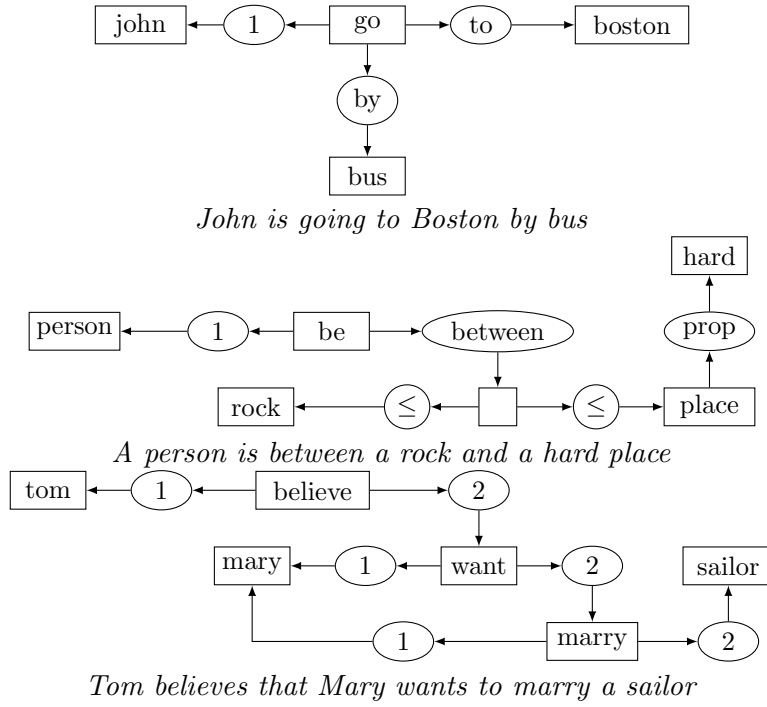 john 1 go to boston
by
bus
John is going to Boston by bus
hard
person 1 be between prop
rock ≤ ≤ place
A person is between a rock and a hard place
tom 1 believe 2
mary 1 want 2 sailor
1 marry 2
Tom believes that Mary wants to marry a sailor